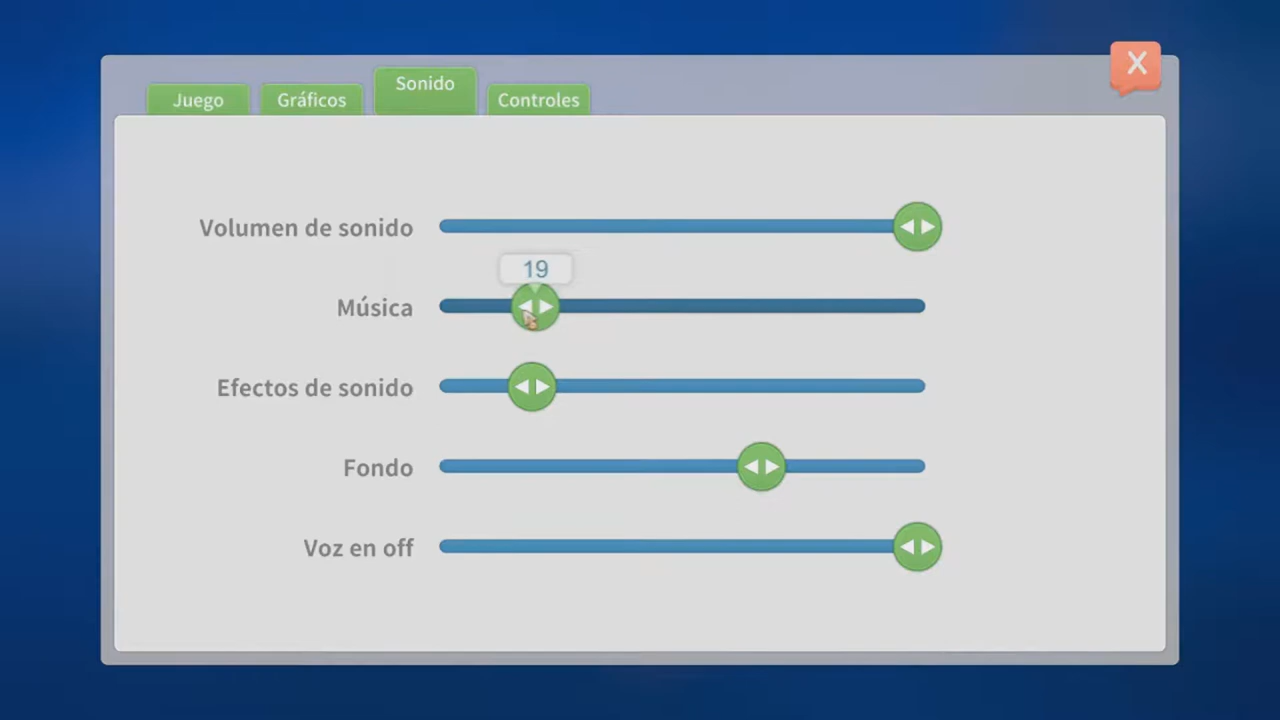 Juego
Gráficos
Sonido
Controles
X
Volumen de sonido
19
Música
Efectos de sonido
Fondo
Voz en off